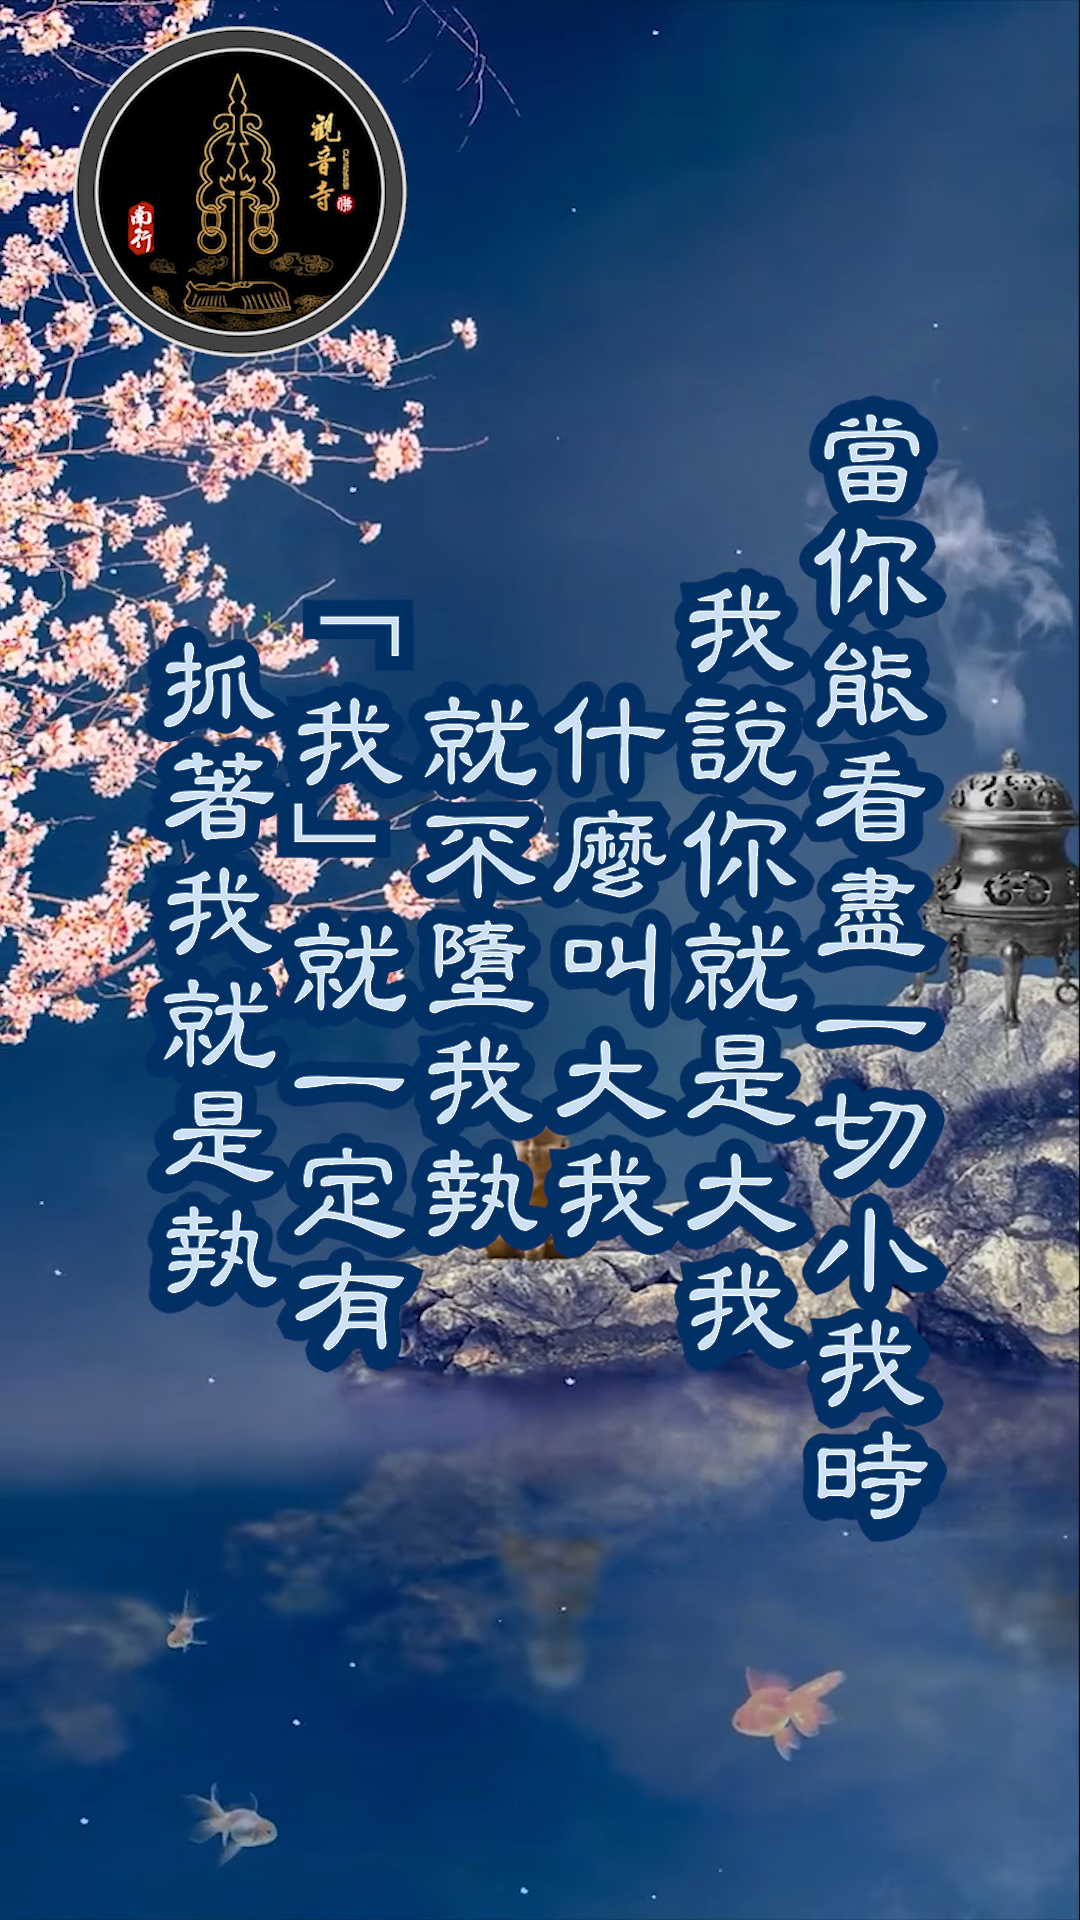 當你能看盡一切小我時
我說你就是大我
什麼叫大我
就不墮我執
「我」就一定有
抓著我就是執
觀音寺
南行